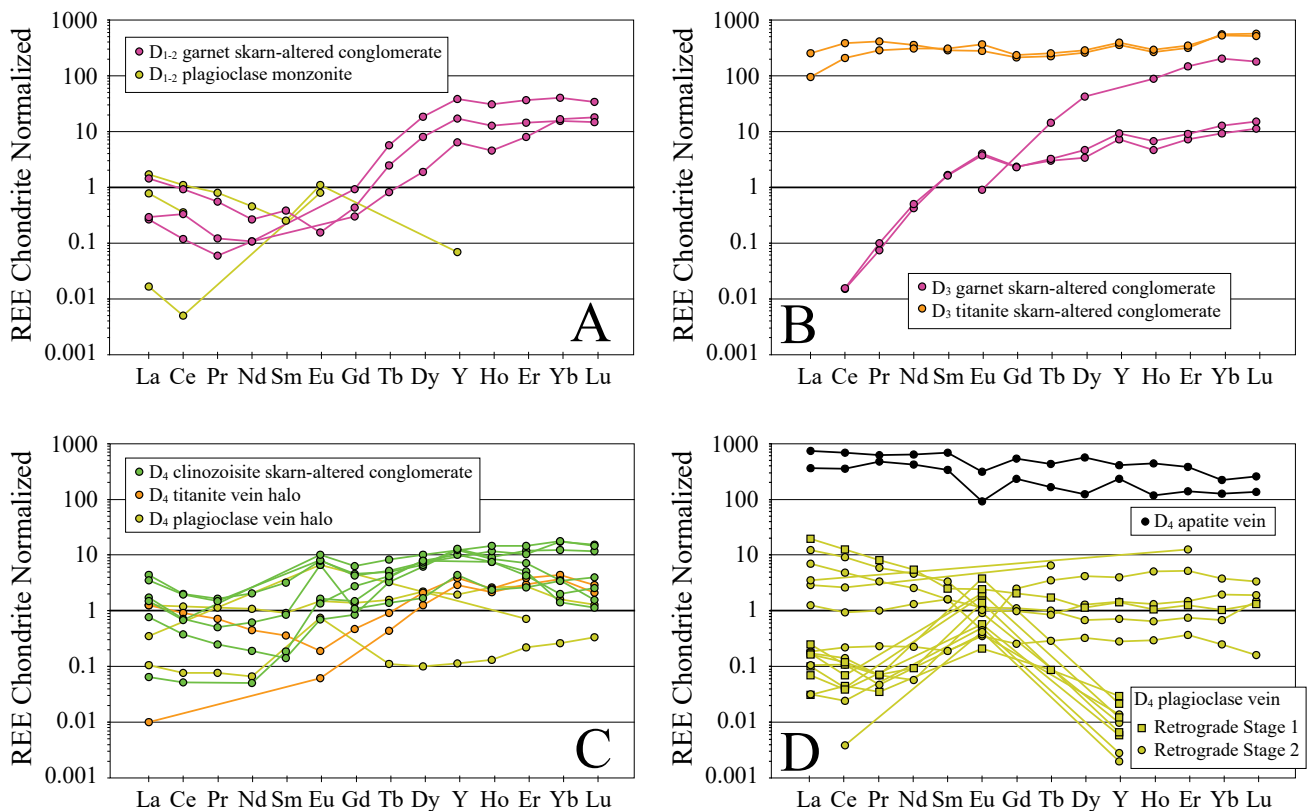 REE Chondrite Normalized
1000
100
10
1
0.1
0.01
0.001
D1-2 garnet skarn-altered conglomerate
D1-2 plagioclase monzonite
A
La Ce Pr Nd Sm Eu Gd Tb Dy Y Ho Er Yb Lu
REE Chondrite Normalized
1000
100
10
1
0.1
0.01
0.001
D3 garnet skarn-altered conglomerate
D3 titanite skarn-altered conglomerate
B
La Ce Pr Nd Sm Eu Gd Tb Dy Y Ho Er Yb Lu
REE Chondrite Normalized
1000
100
10
1
0.1
0.01
0.001
D4 clinozoisite skarn-altered conglomerate
D4 titanite vein halo
D4 plagioclase vein halo
C
La Ce Pr Nd Sm Eu Gd Tb Dy Y Ho Er Yb Lu
REE Chondrite Normalized
1000
100
10
1
0.1
0.01
0.001
D4 apatite vein
D4 plagioclase vein
Retrograde Stage 1
Retrograde Stage 2
D
La Ce Pr Nd Sm Eu Gd Tb Dy Y Ho Er Yb Lu